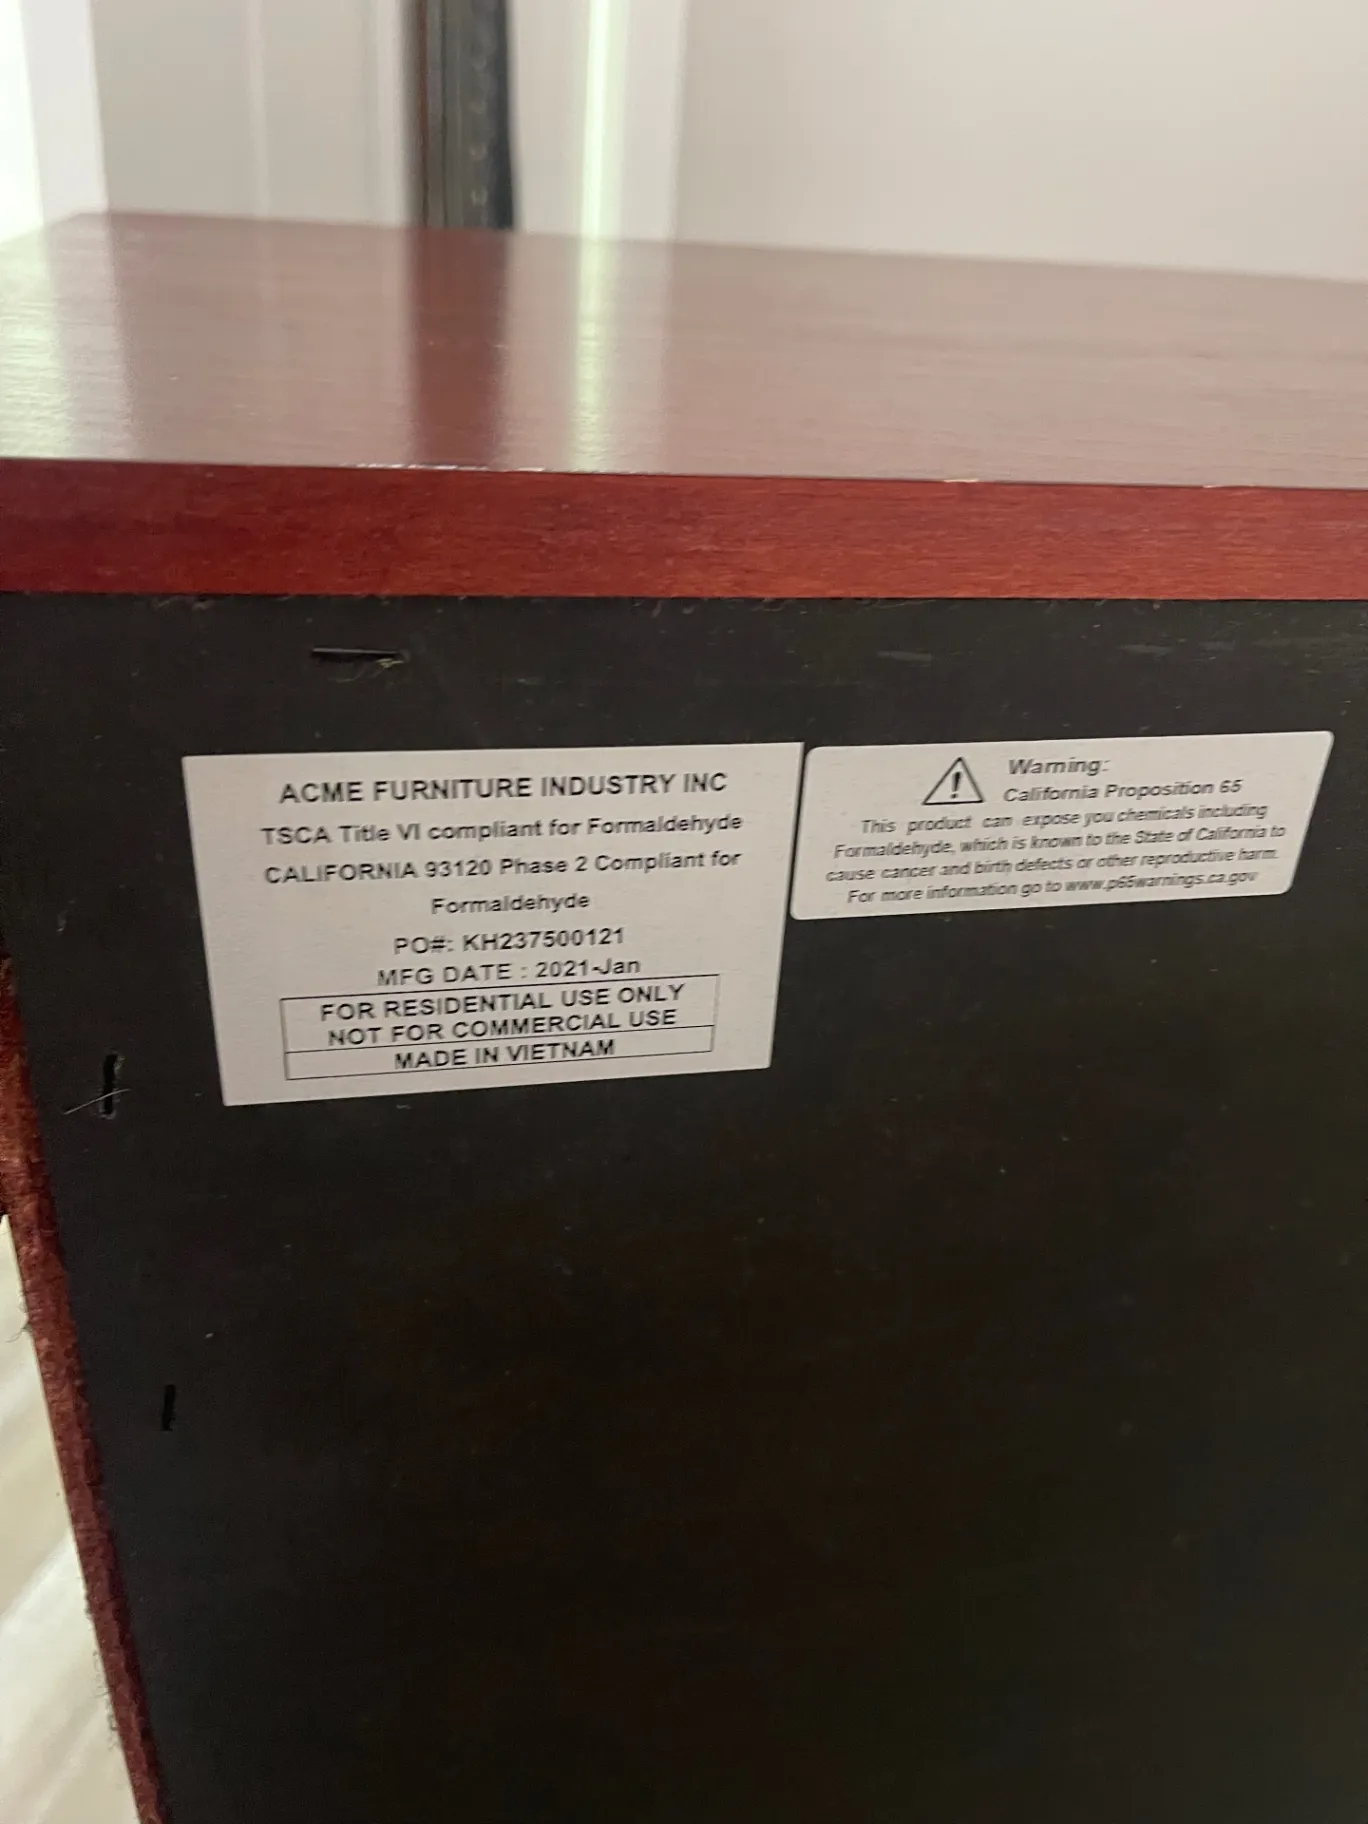 ACME FURNITURE INDUSTRY INC
TSCA Title VI compliant for Formaldehyde
CALIFORNIA 93120 Phase 2 Compliant for
Formaldehyde
PO#: KH237500121
MFG DATE : 2021-Jan
FOR RESIDENTIAL USE ONLY
NOT FOR COMMERCIAL USE
MADE IN VIETNAM
Warning:
California Proposition 65
This product can expose you chemicals including
Formaldehyde, which is known to the State of California to
cause cancer and birth defects or other reproductive harm.
For more information go to www.p65warnings.ca.gov